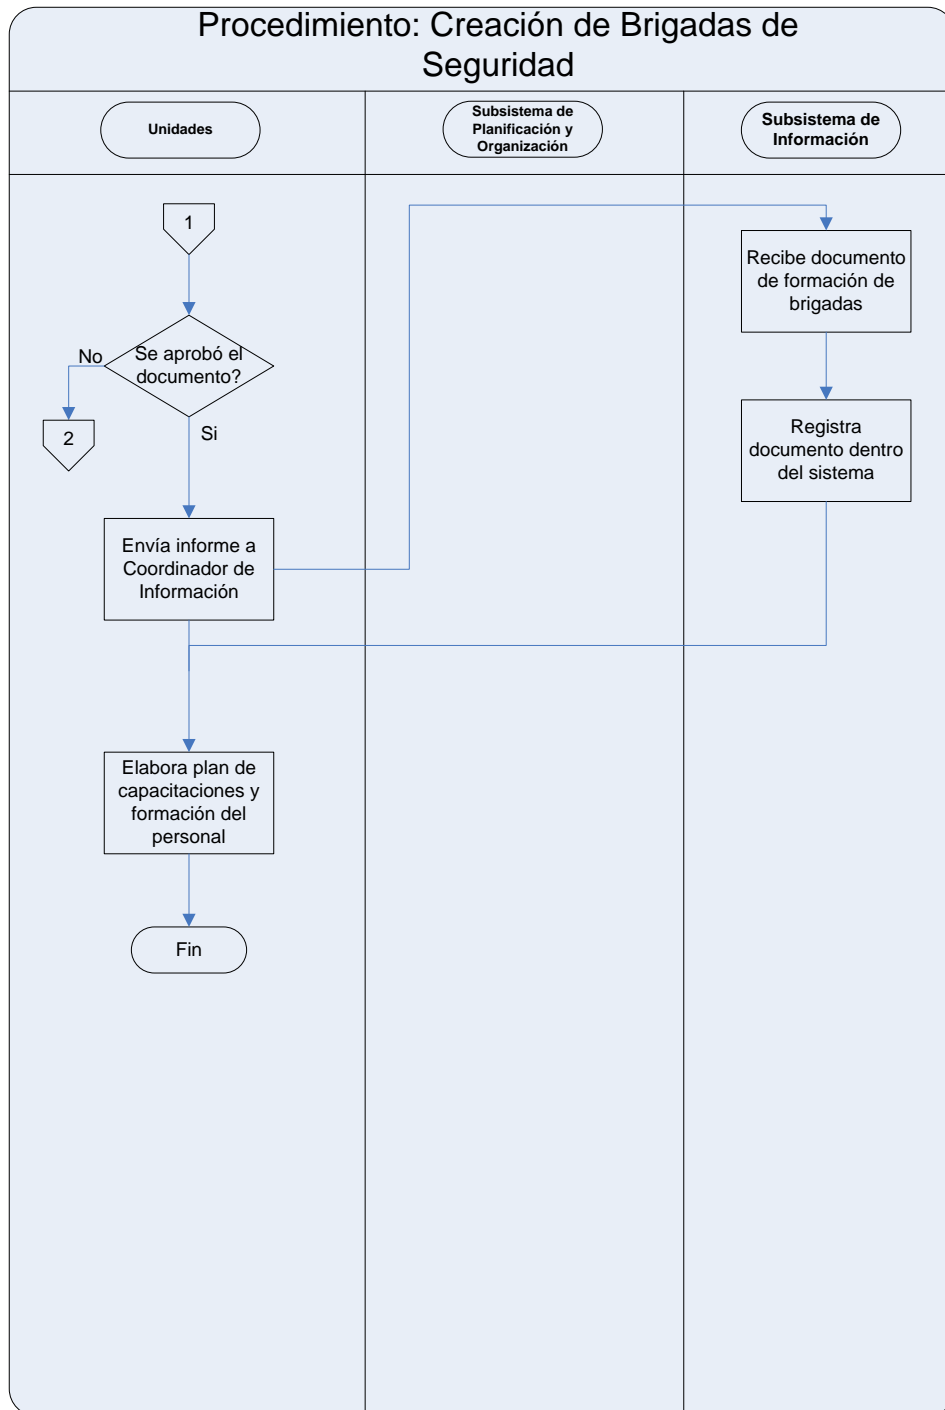 Procedimiento: Creación de Brigadas de
Seguridad
Unidades
Subsistema de
Planificación y
Organización
Subsistema de
Información
1
Se aprobó el
documento?
No
Si
2
Envía informe a
Coordinador de
Información
Recibe documento
de formación de
brigadas
Registra
documento dentro
del sistema
Elabora plan de
capacitaciones y
formación del
personal
Fin